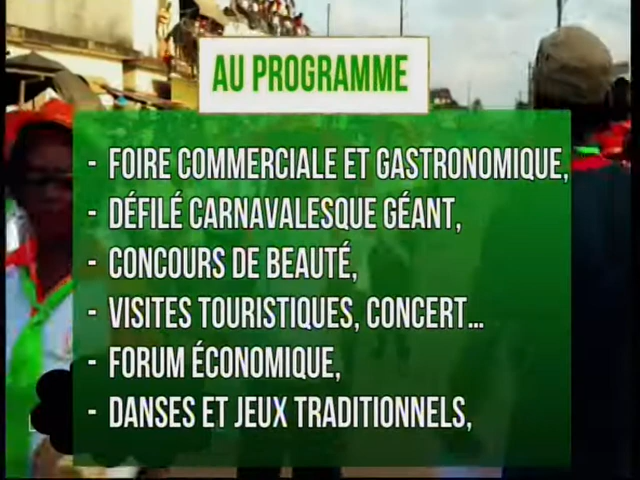 AU PROGRAMME
- FOIRE COMMERCIALE ET GASTRONOMIQUE,
- DÉFILÉ CARNAVALESQUE GÉANT,
- CONCOURS DE BEAUTÉ,
- VISITES TOURISTIQUES, CONCERT...
- FORUM ÉCONOMIQUE,
- DANSES ET JEUX TRADITIONNELS,